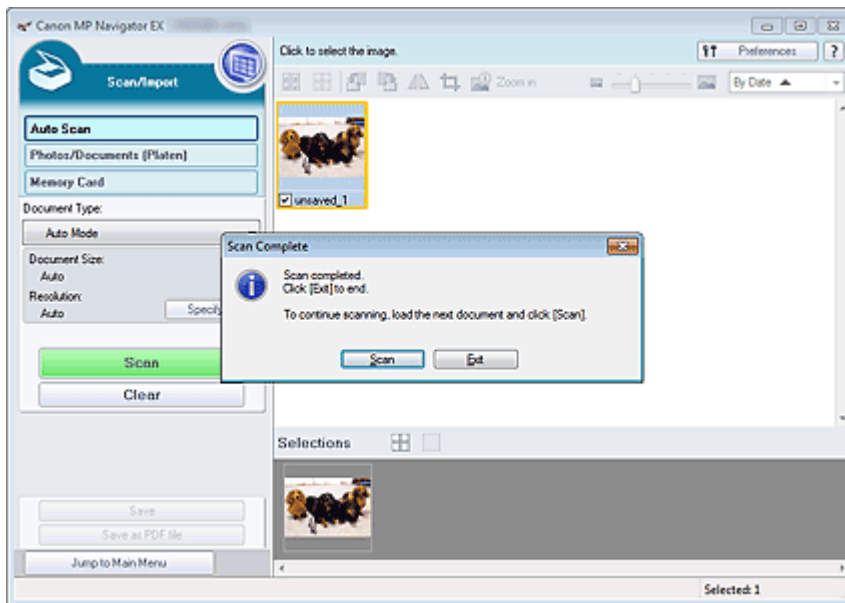 Canon MP Navigator EX
Scan/Import
Click to select the image.
Preferences
?
Zoom in
By Date
Auto Scan
Photos/Documents (Platen)
Memory Card
Document Type:
Auto Mode
Document Size:
Auto
Resolution:
Auto
Scan
Clear
Save
Save as PDF file
Jump to Main Menu
unsaved_1
Scan Complete
Scan completed.
Click [Exit] to end.
To continue scanning, load the next document and click [Scan].
Scan
Exit
Selections
Selected: 1